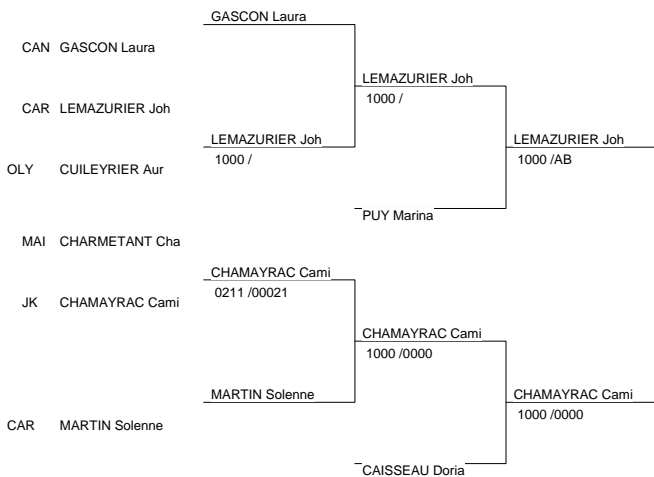 GASCON Laura
CAN GASCON Laura
LEMAZURIER Joh
1000 /
CAR LEMAZURIER Joh
LEMAZURIER Joh
1000 /
LEMAZURIER Joh
1000 /AB
OLY CUILEYRIER Aur
PUY Marina
MAI CHARMETANT Cha
CHAMAYRAC Cami
0211 /00021
JK CHAMAYRAC Cami
CHAMAYRAC Cami
1000 /0000
MARTIN Solenne
CHAMAYRAC Cami
1000 /0000
CAR MARTIN Solenne
CAISSEAU Doria